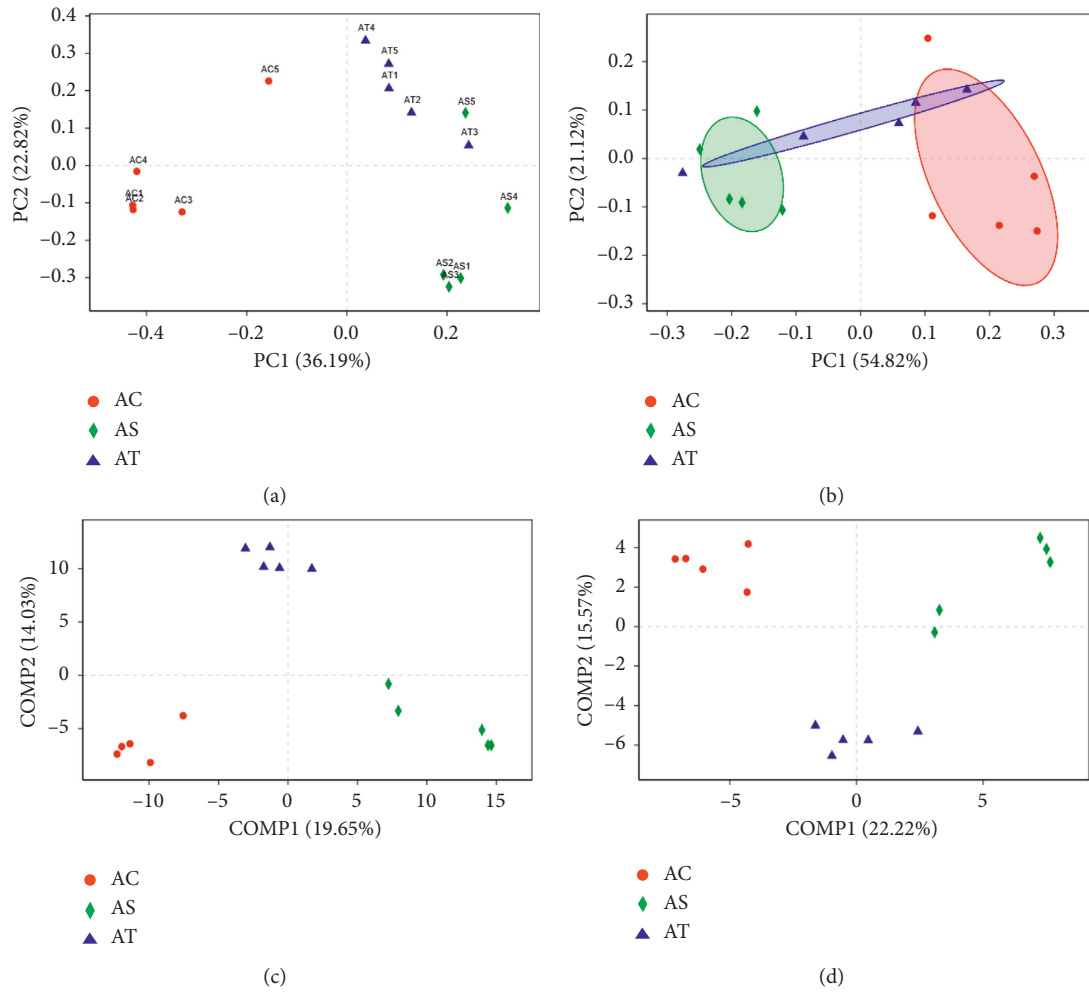 0.4
0.3
0.2
0.1
0.0
−0.1
−0.2
−0.3
PC2 (22.82%)
AT4
AT5
AC5
AT1
AT2
AS5
AT3
AC4
AC1
AC2
AC3
AS4
AS2
AS1
AS3
−0.4
−0.2
0.0
0.2
PC1 (36.19%)
AC
AS
AT
(a)
0.2
0.1
0.0
−0.1
−0.2
−0.3
PC2 (21.12%)
−0.3
−0.2
−0.1
0.0
0.1
0.2
0.3
PC1 (54.82%)
AC
AS
AT
(b)
10
5
0
−5
COMP2 (14.03%)
−10
−5
0
5
10
15
COMP1 (19.65%)
AC
AS
AT
(c)
4
2
0
−2
−4
−6
COMP2 (15.57%)
−5
0
5
COMP1 (22.22%)
AC
AS
AT
(d)